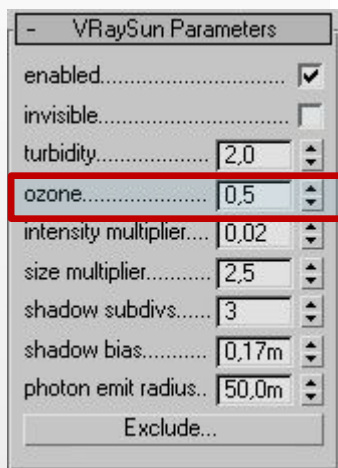 - VRaySun Parameters
enabled..............................
invisible..............................
turbidity.................. 2,0
ozone...................... 0,5
intensity multiplier.... 0,02
size multiplier........... 2,5
shadow subdivs...... 3
shadow bias........... 0,17m
photon emit radius.. 50,0m
Exclude...